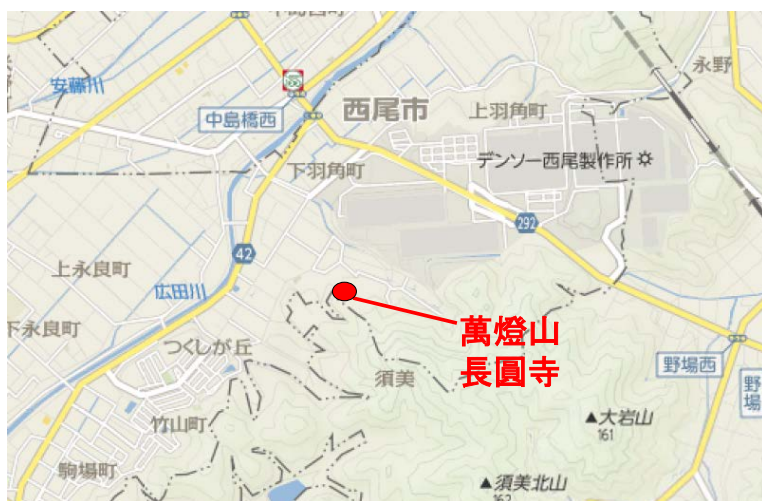 安藤川
中島橋西
西尾市
上羽角町
永野
下羽角町
デンソー西尾製作所
292
42
上永良町
広田川
下永良町
つくしが丘
萬燈山
長圓寺
須美
野場西
野場
竹山町
▲大岩山
161
駒場町
▲須美北山
162